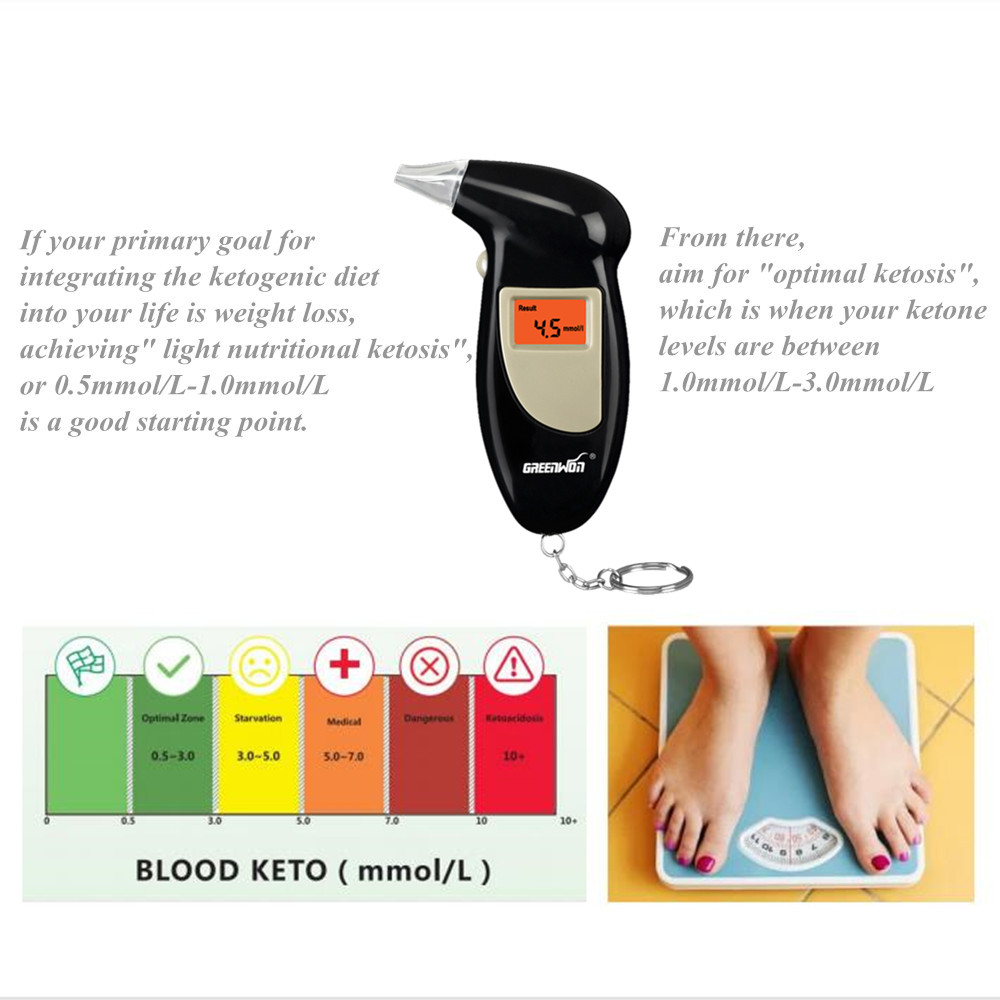 If your primary goal for
integrating the ketogenic diet
into your life is weight loss,
achieving" light nutritional ketosis",
or 0.5mmol/L-1.0mmol/L
is a good starting point.
From there,
aim for "optimal ketosis",
which is when your ketone
levels are between
1.0mmol/L-3.0mmol/L
Result
4.5 mmol/l
GREENWON®
Optimal Zone
0.5~3.0
Starvation
3.0~5.0
Medical
5.0~7.0
Dangerous
Ketoacidosis
10+
0 0.5 3.0 5.0 7.0 10 10+
BLOOD KETO ( mmol/L )